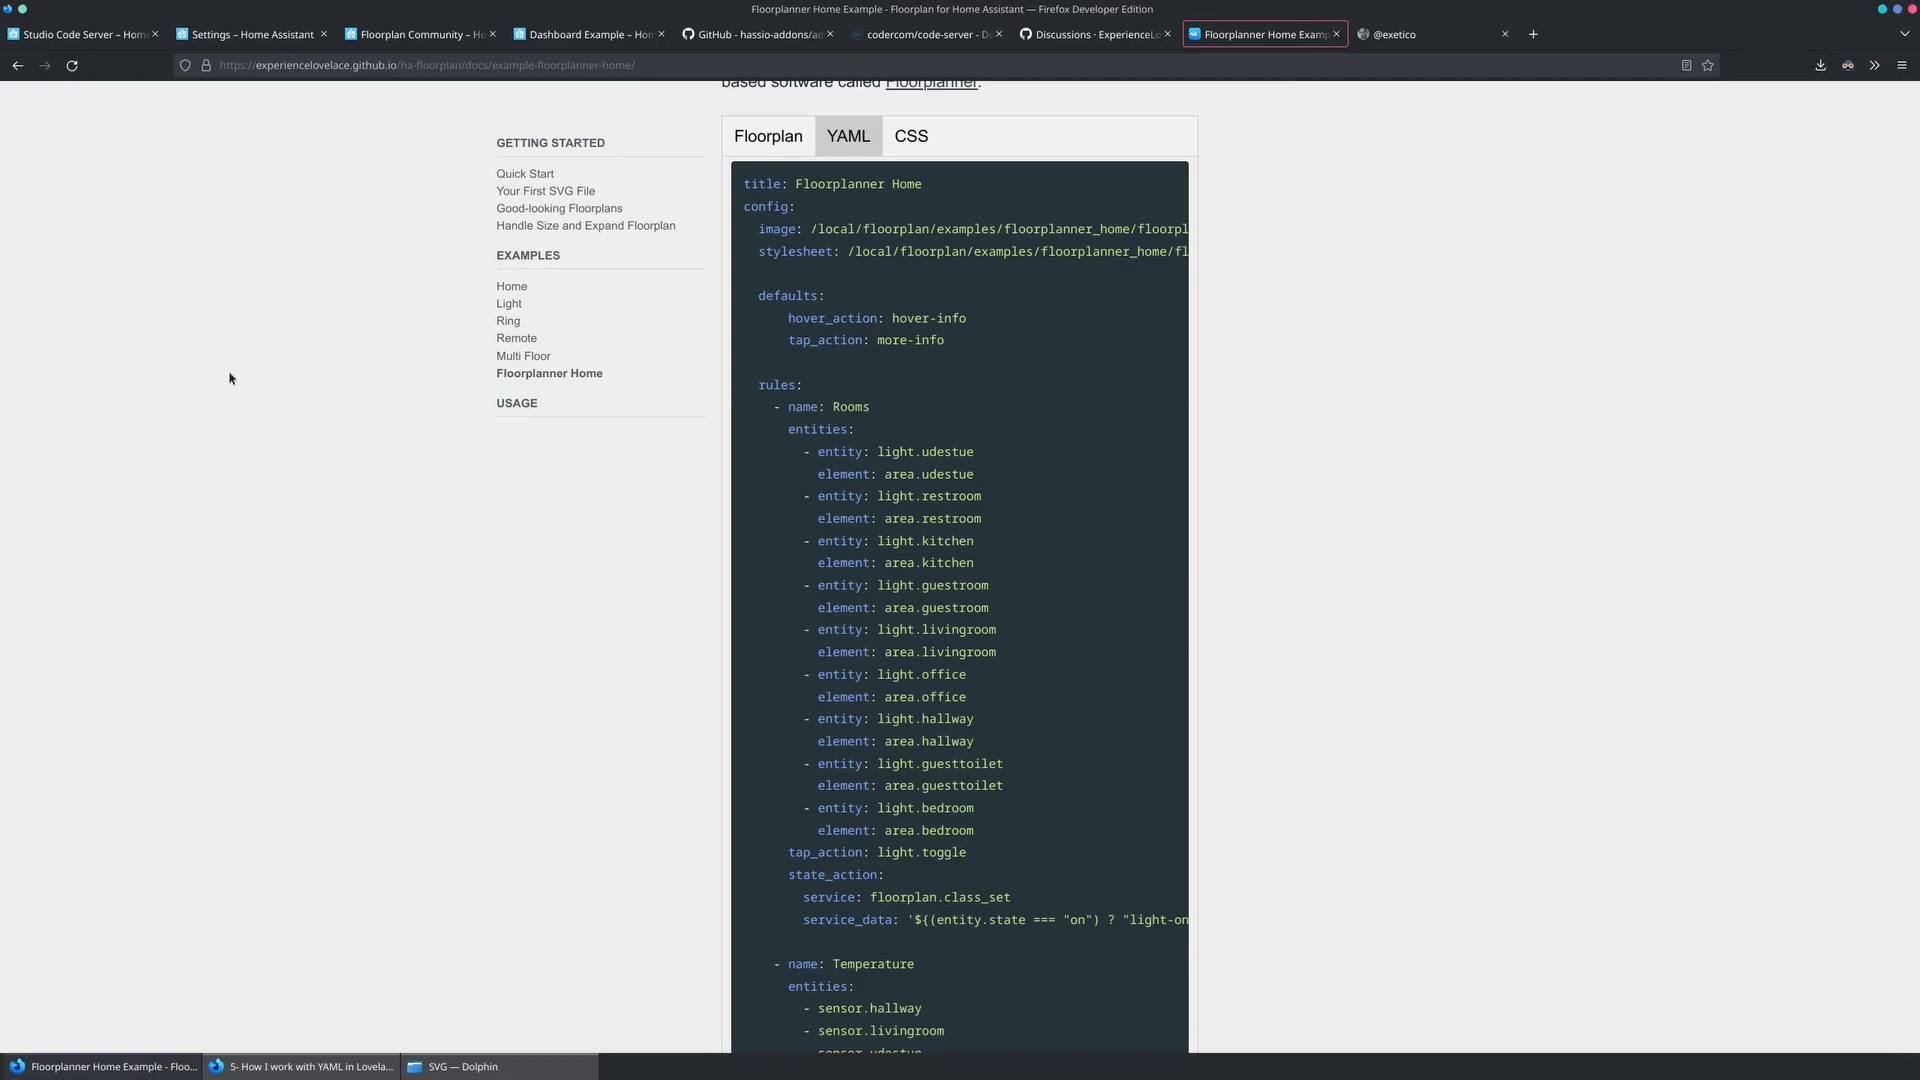 Floorplanner Home Example - Floorplan for Home Assistant — Firefox Developer Edition
Studio Code Server – Home
Settings – Home Assistant
Floorplan Community – Ho
Dashboard Example – Hom
GitHub - hassio-addons/ad
codercom/code-server - Do
Discussions · ExperienceLo
Floorplanner Home Examp
@exetico
https://experiencelovelace.github.io/ha-floorplan/docs/example-floorplanner-home/
based software called Floorplanner.
GETTING STARTED
Quick Start
Your First SVG File
Good-looking Floorplans
Handle Size and Expand Floorplan
EXAMPLES
Home
Light
Ring
Remote
Multi Floor
Floorplanner Home
USAGE
Floorplan YAML CSS
title: Floorplanner Home
config:
image: /local/floorplan/examples/floorplanner_home/floorpl
stylesheet: /local/floorplan/examples/floorplanner_home/fl
defaults:
hover_action: hover-info
tap_action: more-info
rules:
- name: Rooms
entities:
- entity: light.udestue
element: area.udestue
- entity: light.restroom
element: area.restroom
- entity: light.kitchen
element: area.kitchen
- entity: light.guestroom
element: area.guestroom
- entity: light.livingroom
element: area.livingroom
- entity: light.office
element: area.office
- entity: light.hallway
element: area.hallway
- entity: light.guesttoilet
element: area.guesttoilet
- entity: light.bedroom
element: area.bedroom
tap_action: light.toggle
state_action:
service: floorplan.class_set
service_data: '${(entity.state === "on") ? "light-on
- name: Temperature
entities:
- sensor.hallway
- sensor.livingroom
- sensor.udestue
Floorplanner Home Example - Floo...
5- How I work with YAML in Lovela...
SVG — Dolphin